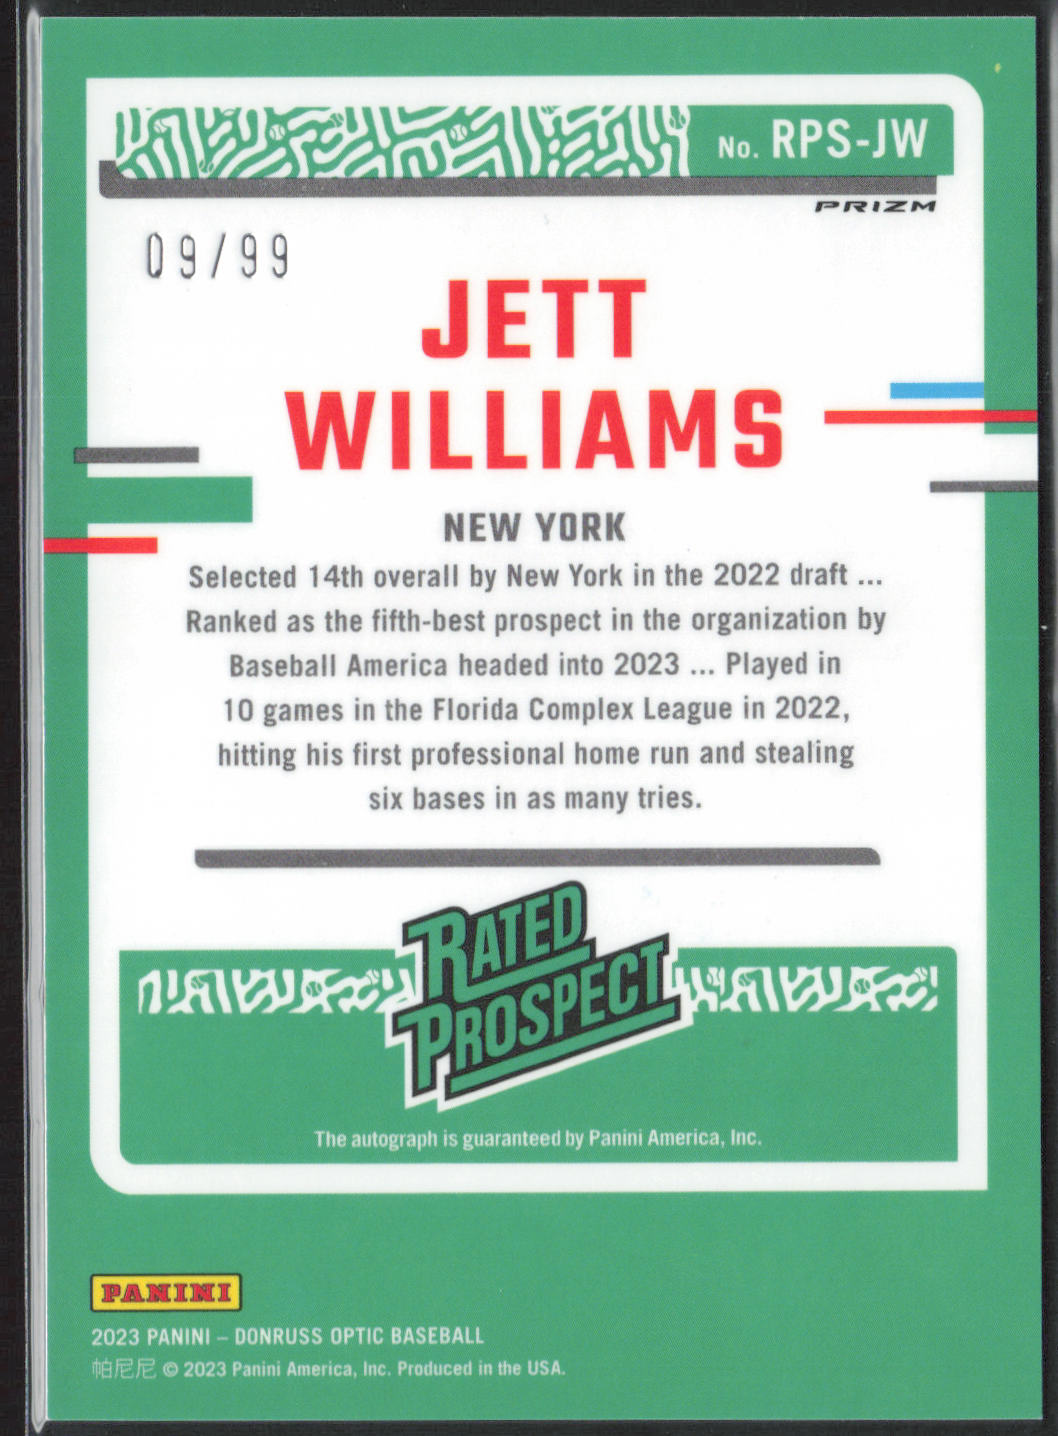 No. RPS-JW
PRIZM
09/99
JETT
WILLIAMS
NEW YORK
Selected 14th overall by New York in the 2022 draft ...
Ranked as the fifth-best prospect in the organization by
Baseball America headed into 2023 ... Played in
10 games in the Florida Complex League in 2022,
hitting his first professional home run and stealing
six bases in as many tries.
RATED
PROSPECT
The autograph is guaranteed by Panini America, Inc.
PANINI
2023 PANINI – DONRUSS OPTIC BASEBALL
帕尼尼 © 2023 Panini America, Inc. Produced in the USA.